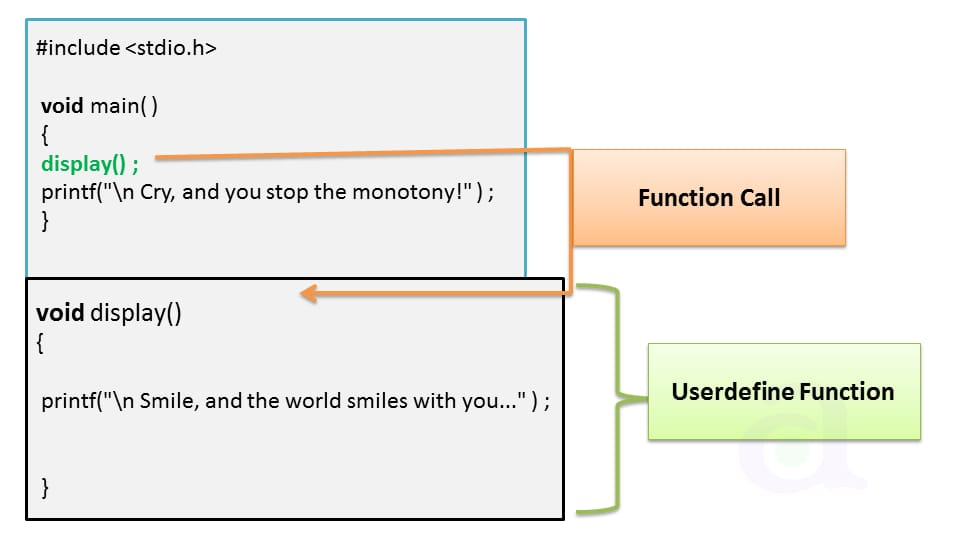 #include <stdio.h>
void main( )
{
display() ;
printf("\n Cry, and you stop the monotony!" ) ;
}
Function Call
void display()
{
printf("\n Smile, and the world smiles with you..." ) ;
}
Userdefine Function